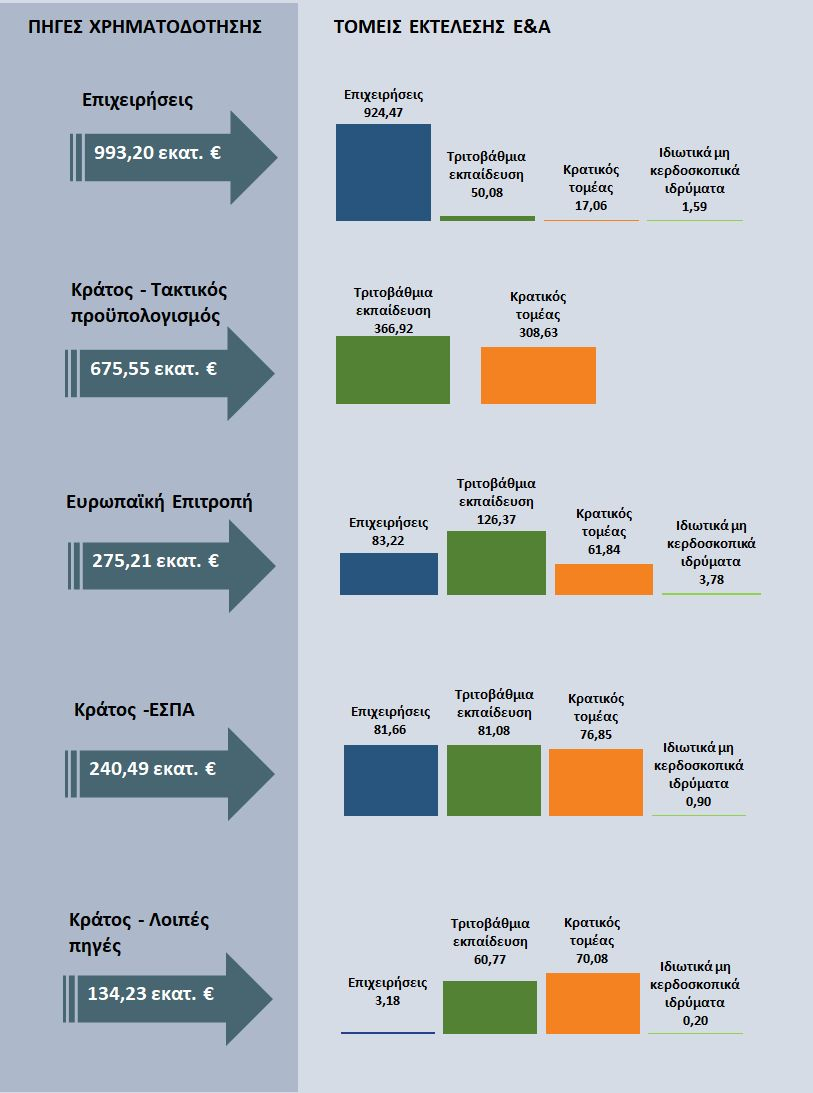 ΠΗΓΕΣ ΧΡΗΜΑΤΟΔΟΤΗΣΗΣ
ΤΟΜΕΙΣ ΕΚΤΕΛΕΣΗΣ Ε&Α
Επιχειρήσεις
993,20 εκατ. €
Επιχειρήσεις
924,47
Τριτοβάθμια
εκπαίδευση
50,08
Κρατικός
τομέας
17,06
Ιδιωτικά μη
κερδοσκοπικά
ιδρύματα
1,59
Κράτος - Τακτικός
προϋπολογισμός
675,55 εκατ. €
Τριτοβάθμια
εκπαίδευση
366,92
Κρατικός
τομέας
308,63
Ευρωπαϊκή Επιτροπή
275,21 εκατ. €
Επιχειρήσεις
83,22
Τριτοβάθμια
εκπαίδευση
126,37
Κρατικός
τομέας
61,84
Ιδιωτικά μη
κερδοσκοπικά
ιδρύματα
3,78
Κράτος -ΕΣΠΑ
240,49 εκατ. €
Επιχειρήσεις
81,66
Τριτοβάθμια
εκπαίδευση
81,08
Κρατικός
τομέας
76,85
Ιδιωτικά μη
κερδοσκοπικά
ιδρύματα
0,90
Κράτος - Λοιπές
πηγές
134,23 εκατ. €
Επιχειρήσεις
3,18
Τριτοβάθμια
εκπαίδευση
60,77
Κρατικός
τομέας
70,08
Ιδιωτικά μη
κερδοσκοπικά
ιδρύματα
0,20